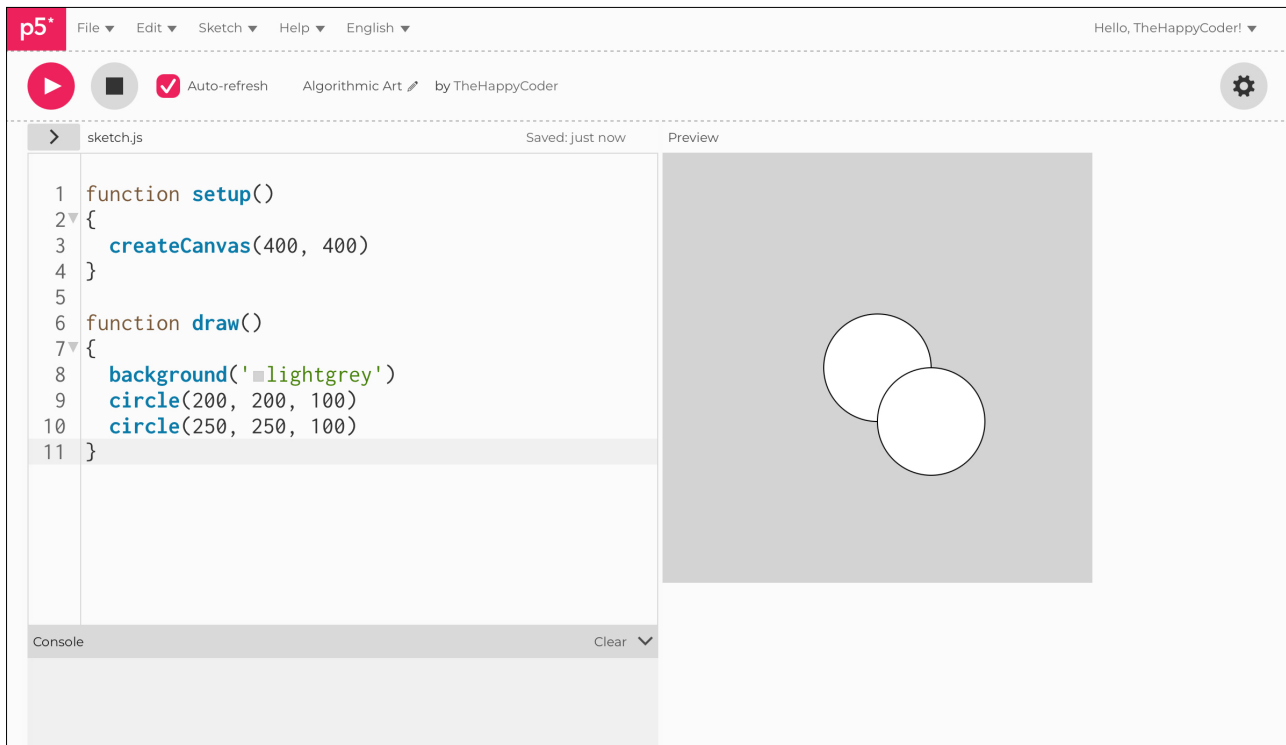 p5* File Edit Sketch Help English Hello, TheHappyCoder!
Auto-refresh Algorithmic Art by TheHappyCoder
sketch.js Saved: just now Preview
1 function setup()
2 {
3   createCanvas(400, 400)
4 }
5
6 function draw()
7 {
8   background('lightgrey')
9   circle(200, 200, 100)
10   circle(250, 250, 100)
11 }
Console Clear